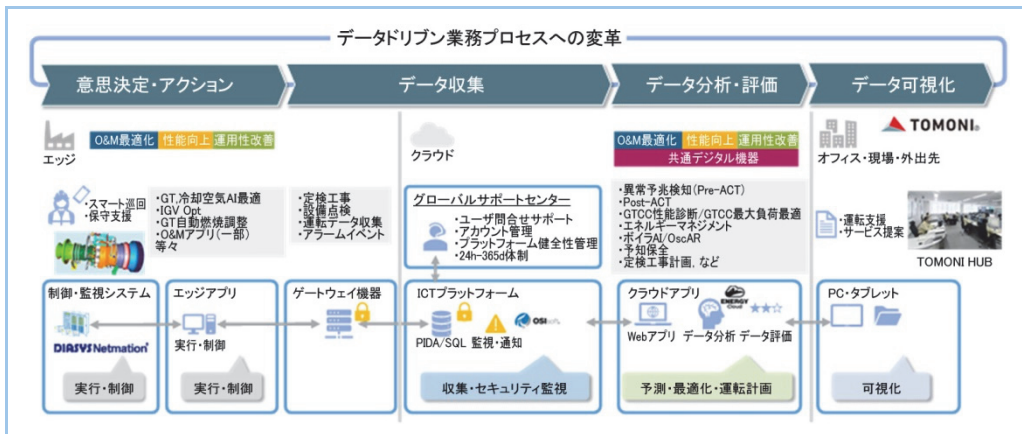 データドリブン業務プロセスへの変革
意思決定・アクション
データ収集
データ分析・評価
データ可視化
エッジ
O&M最適化
性能向上
運用性改善
・スマート巡回
・保守支援
・GT,冷却空気AI最適
・IGV Opt
・GT自動燃焼調整
・O&Mアプリ(一部)
等々
・定検工事
・設備点検
・運転データ収集
・アラームイベント
クラウド
グローバルサポートセンター
・ユーザ問合せサポート
・アカウント管理
・プラットフォーム健全性管理
・24h-365d体制
O&M最適化
性能向上
運用性改善
共通デジタル機器
・異常予兆検知(Pre-ACT)
・Post-ACT
・GTCC性能診断/GTCC最大負荷最適
・エネルギーマネジメント
・ボイラAI/OscAR
・予知保全
・定検工事計画, など
TOMONI®
オフィス・現場・外出先
・運転支援
・サービス提案
TOMONI HUB
制御・監視システム
DIASYS Netmation®
実行・制御
エッジアプリ
実行・制御
実行・制御
ゲートウェイ機器
ICTプラットフォーム
PIDA/SQL 監視・通知
収集・セキュリティ監視
クラウドアプリ
ENERGY
Cloud
Webアプリ データ分析 データ評価
予測・最適化・運転計画
PC・タブレット
可視化